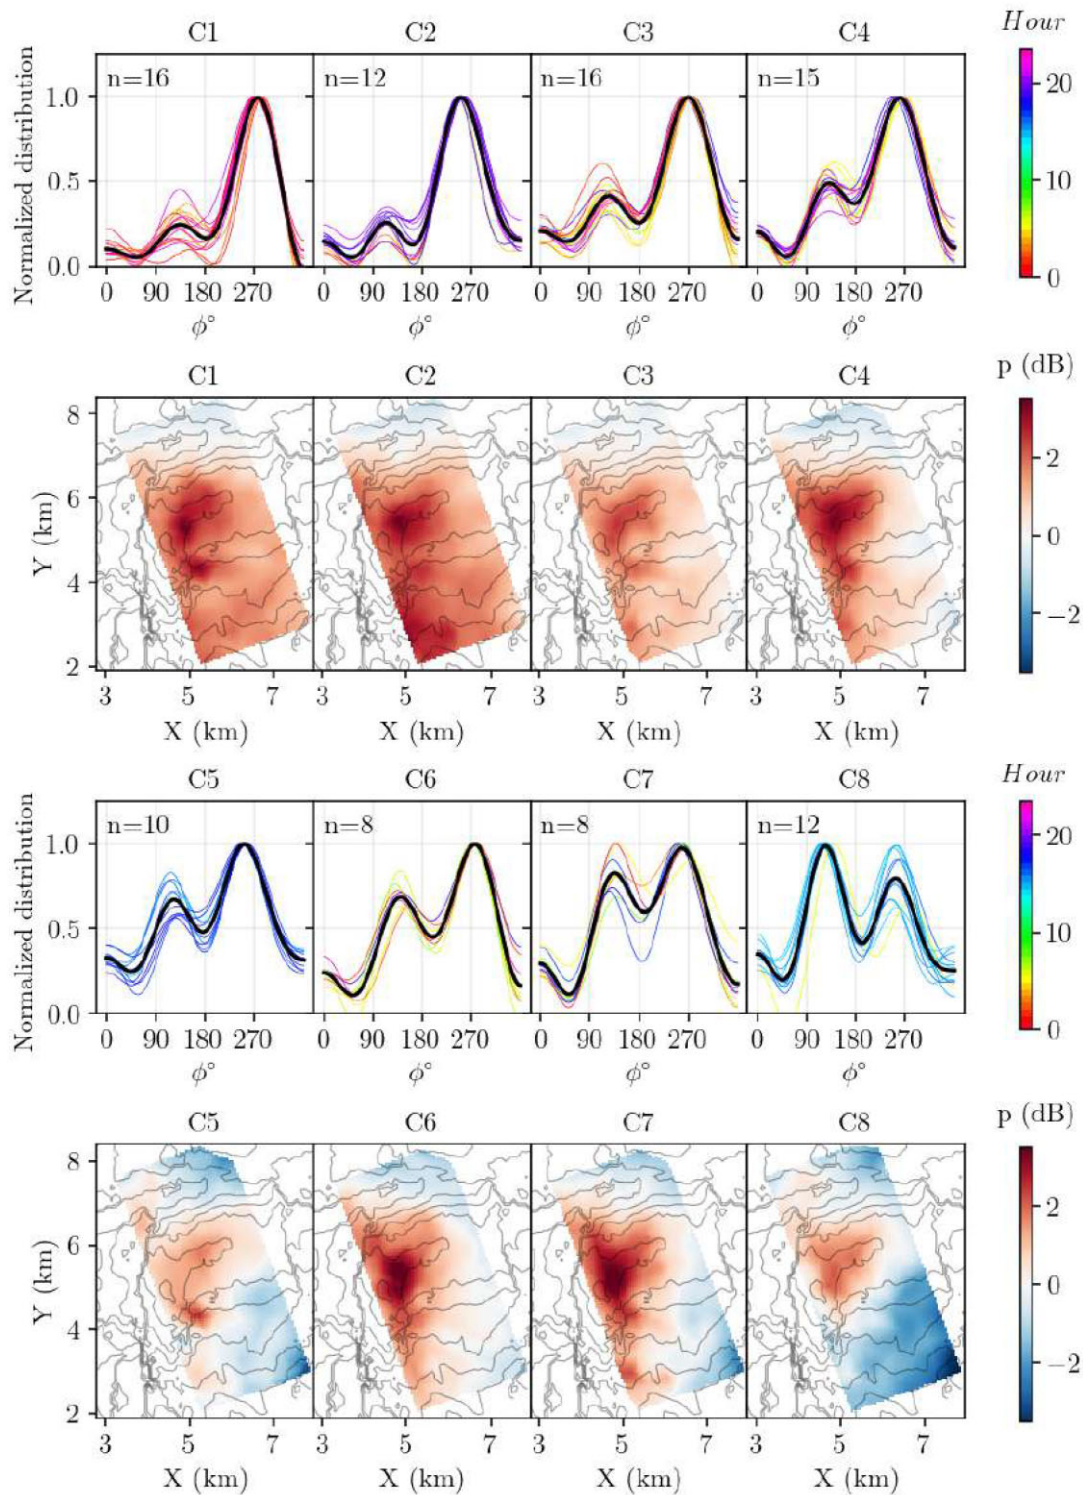 C1 C2 C3 C4 Hour
n=16 n=12 n=16 n=15
Normalized distribution
1.0
0.5
0.0
20
10
0
0 90 180 270 0 90 180 270 0 90 180 270 0 90 180 270
ϕ° ϕ° ϕ° ϕ°
C1 C2 C3 C4 p (dB)
Y (km)
8
6
4
2
2
0
−2
3 5 7 3 5 7 3 5 7 3 5 7
X (km) X (km) X (km) X (km)
C5 C6 C7 C8 Hour
n=10 n=8 n=8 n=12
Normalized distribution
1.0
0.5
0.0
20
10
0
0 90 180 270 0 90 180 270 0 90 180 270 0 90 180 270
ϕ° ϕ° ϕ° ϕ°
C5 C6 C7 C8 p (dB)
Y (km)
8
6
4
2
2
0
−2
3 5 7 3 5 7 3 5 7 3 5 7
X (km) X (km) X (km) X (km)